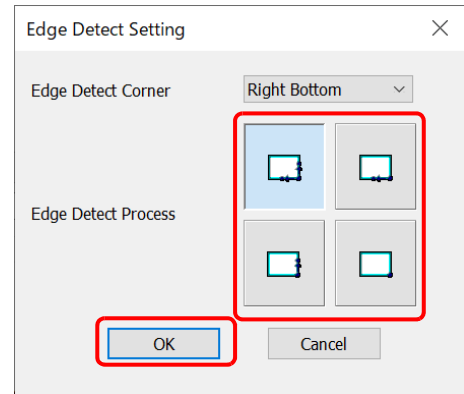 Edge Detect Setting
Edge Detect Corner
Right Bottom
Edge Detect Process
OK
Cancel